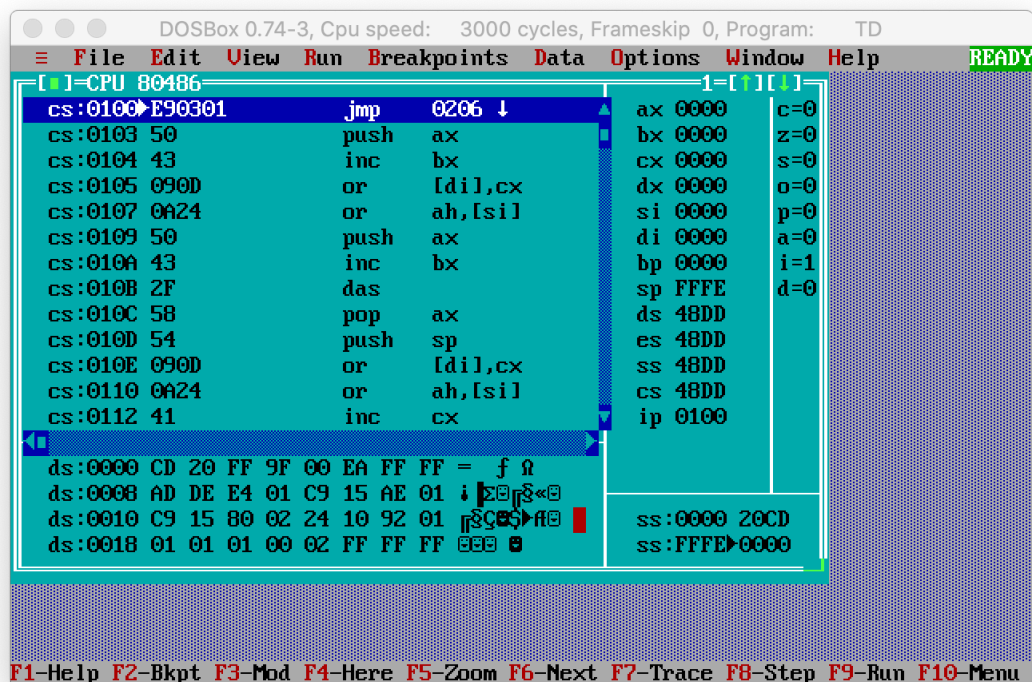 DOSBox 0.74-3, Cpu speed: 3000 cycles, Frameskip 0, Program: TD
≡ File Edit View Run Breakpoints Data Options Window Help READY
[■]=CPU 80486 1=[↑][↓]
cs:0100►E90301 jmp 0206 ↓ ax 0000 c=0
cs:0103 50 push ax bx 0000 z=0
cs:0104 43 inc bx cx 0000 s=0
cs:0105 090D or [di],cx dx 0000 o=0
cs:0107 0A24 or ah,[si] si 0000 p=0
cs:0109 50 push ax di 0000 a=0
cs:010A 43 inc bx bp 0000 i=1
cs:010B 2F das sp FFFE d=0
cs:010C 58 pop ax ds 48DD
cs:010D 54 push sp es 48DD
cs:010E 090D or [di],cx ss 48DD
cs:0110 0A24 or ah,[si] cs 48DD
cs:0112 41 inc cx ip 0100
ds:0000 CD 20 FF 9F 00 EA FF FF = ƒ Ω
ds:0008 AD DE E4 01 C9 15 AE 01 ¡▐Σ☺╔§«☺
ds:0010 C9 15 80 02 24 10 92 01 ╔§Ç☻$►Æ☺ ss:0000 20CD
ds:0018 01 01 01 00 02 FF FF FF ☺☺☺ ☻ ss:FFFE►0000
F1-Help F2-Bkpt F3-Mod F4-Here F5-Zoom F6-Next F7-Trace F8-Step F9-Run F10-Menu